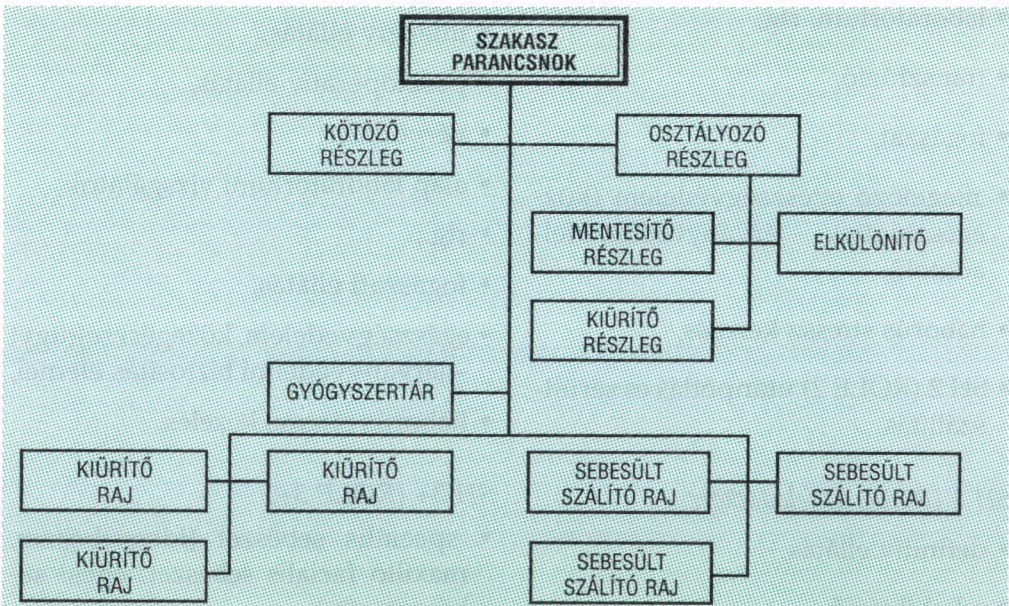 SZAKASZ
PARANCSNOK
KÖTÖZŐ
RÉSZLEG
OSZTÁLYOZÓ
RÉSZLEG
MENTESÍTŐ
RÉSZLEG
ELKÜLÖNÍTŐ
KIÜRÍTŐ
RÉSZLEG
GYÓGYSZERTÁR
KIÜRÍTŐ
RAJ
KIÜRÍTŐ
RAJ
SEBESÜLT
SZÁLÍTÓ RAJ
SEBESÜLT
SZÁLÍTÓ RAJ
KIÜRÍTŐ
RAJ
SEBESÜLT
SZÁLÍTÓ RAJ